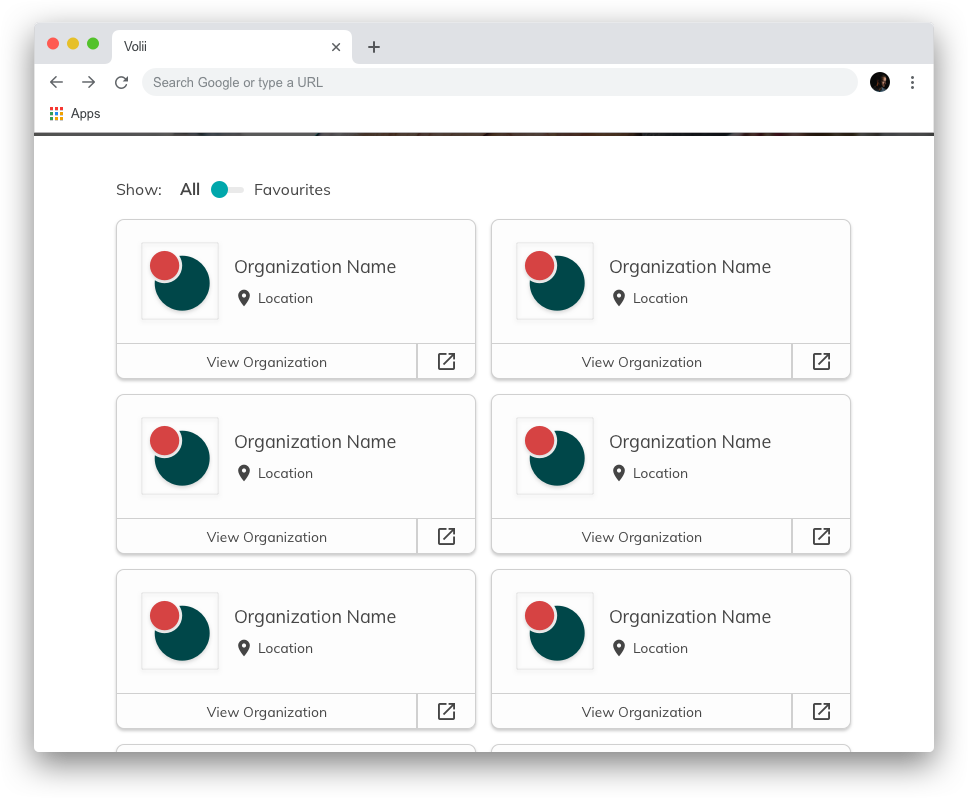 Volii
Search Google or type a URL
Apps
Show: All Favourites
Organization Name
Location
View Organization
Organization Name
Location
View Organization
Organization Name
Location
View Organization
Organization Name
Location
View Organization
Organization Name
Location
View Organization
Organization Name
Location
View Organization